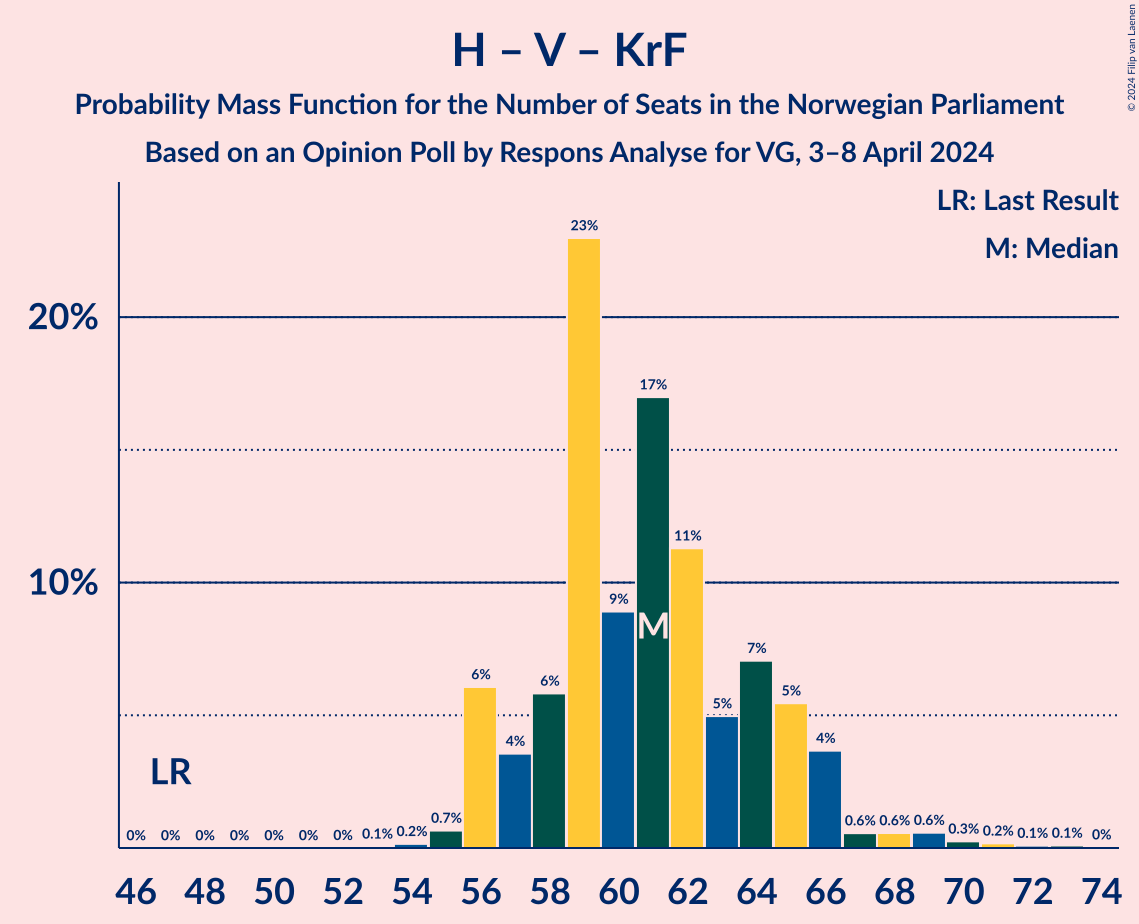 H – V – KrF
Probability Mass Function for the Number of Seats in the Norwegian Parliament
Based on an Opinion Poll by Respons Analyse for VG, 3–8 April 2024
© 2024 Filip van Laenen
LR: Last Result
M: Median
23%
20%
17%
11%
10%
9%
M
7%
6%
6%
5%
5%
4%
4%
LR
0% 0% 0% 0% 0% 0% 0% 0.1% 0.2% 0.7% 0.6% 0.6% 0.6% 0.3% 0.2% 0.1% 0.1% 0%
46 48 50 52 54 56 58 60 62 64 66 68 70 72 74